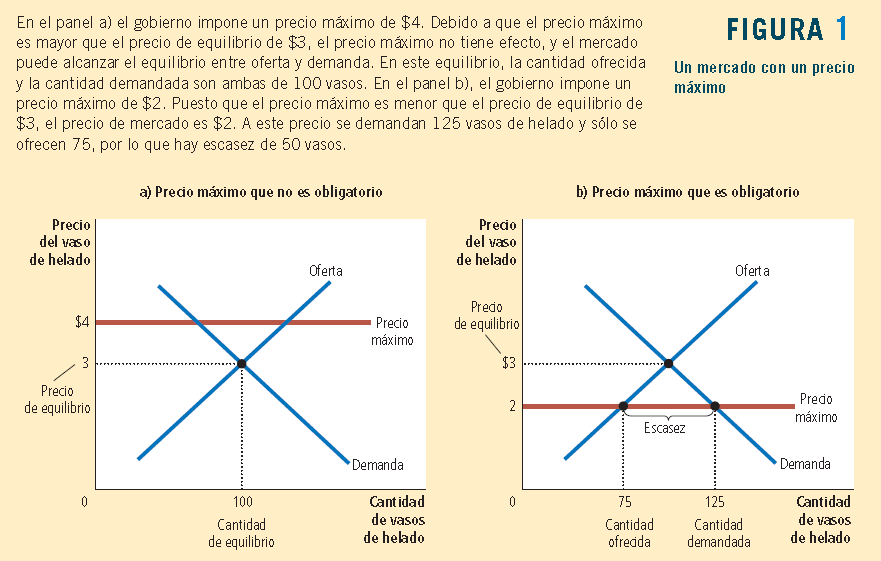 En el panel a) el gobierno impone un precio máximo de $4. Debido a que el precio máximo
es mayor que el precio de equilibrio de $3, el precio máximo no tiene efecto, y el mercado
puede alcanzar el equilibrio entre oferta y demanda. En este equilibrio, la cantidad ofrecida
y la cantidad demandada son ambas de 100 vasos. En el panel b), el gobierno impone un
precio máximo de $2. Puesto que el precio máximo es menor que el precio de equilibrio de
$3, el precio de mercado es $2. A este precio se demandan 125 vasos de helado y sólo se
ofrecen 75, por lo que hay escasez de 50 vasos.
FIGURA 1
Un mercado con un precio
máximo
a) Precio máximo que no es obligatorio
Precio
del vaso
de helado
Oferta
$4
Precio
máximo
3
Precio
de equilibrio
Demanda
0
100
Cantidad
de equilibrio
Cantidad
de vasos
de helado
b) Precio máximo que es obligatorio
Precio
del vaso
de helado
Oferta
Precio
de equilibrio
$3
2
Precio
máximo
Escasez
Demanda
0
75
125
Cantidad
ofrecida
Cantidad
demandada
Cantidad
de vasos
de helado